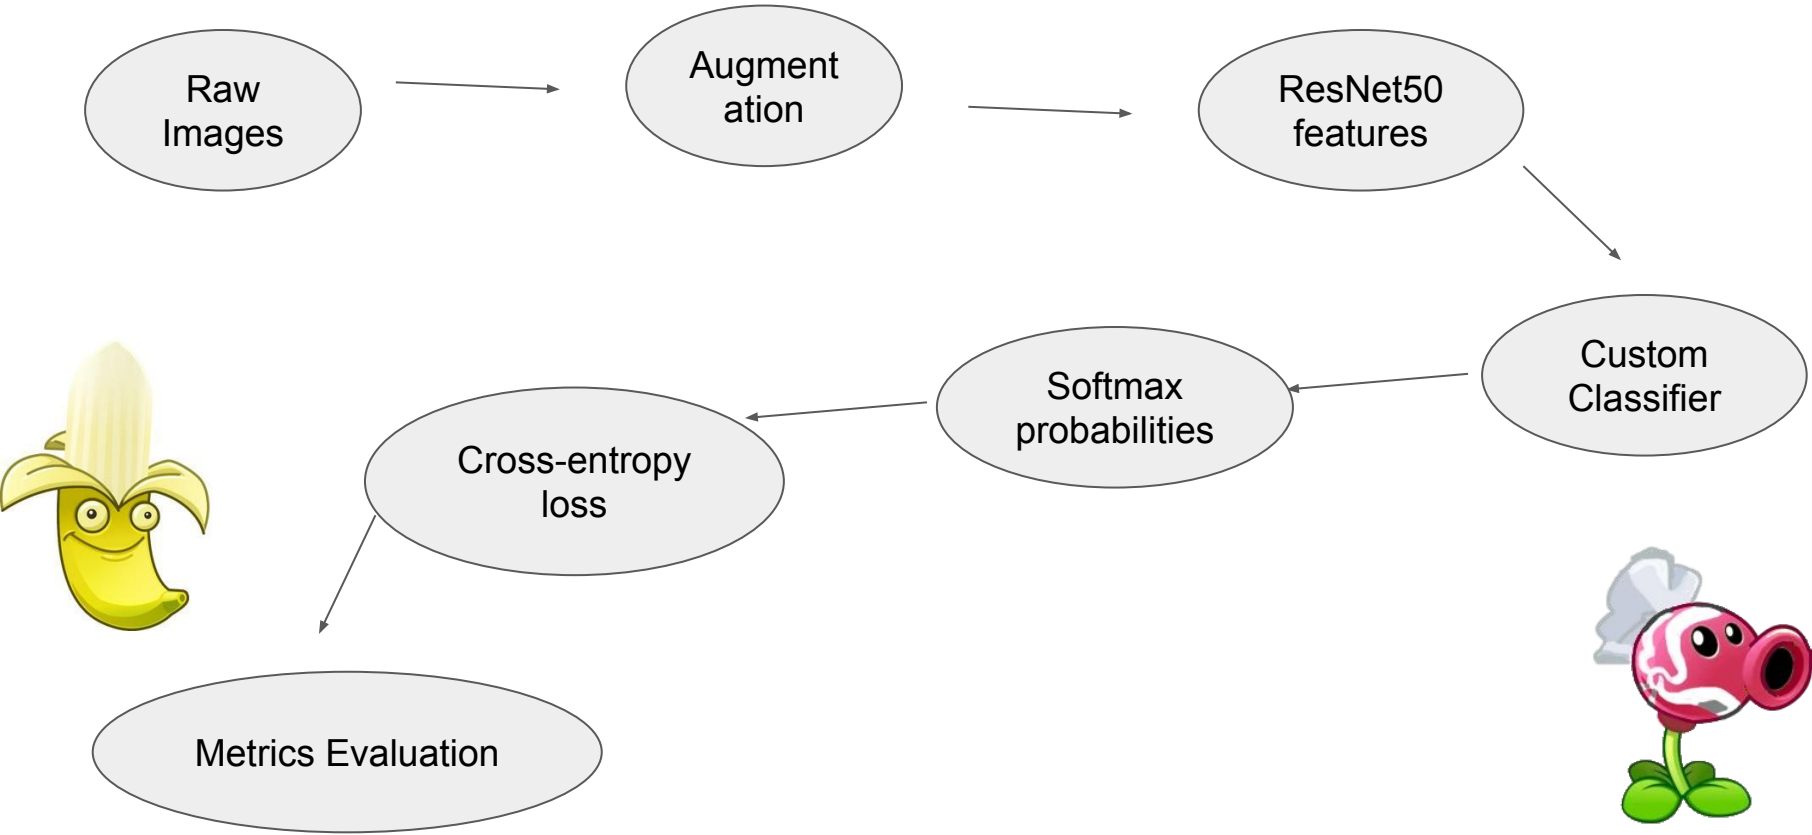 Raw
Images
Augment
ation
ResNet50
features
Custom
Classifier
Softmax
probabilities
Cross-entropy
loss
Metrics Evaluation